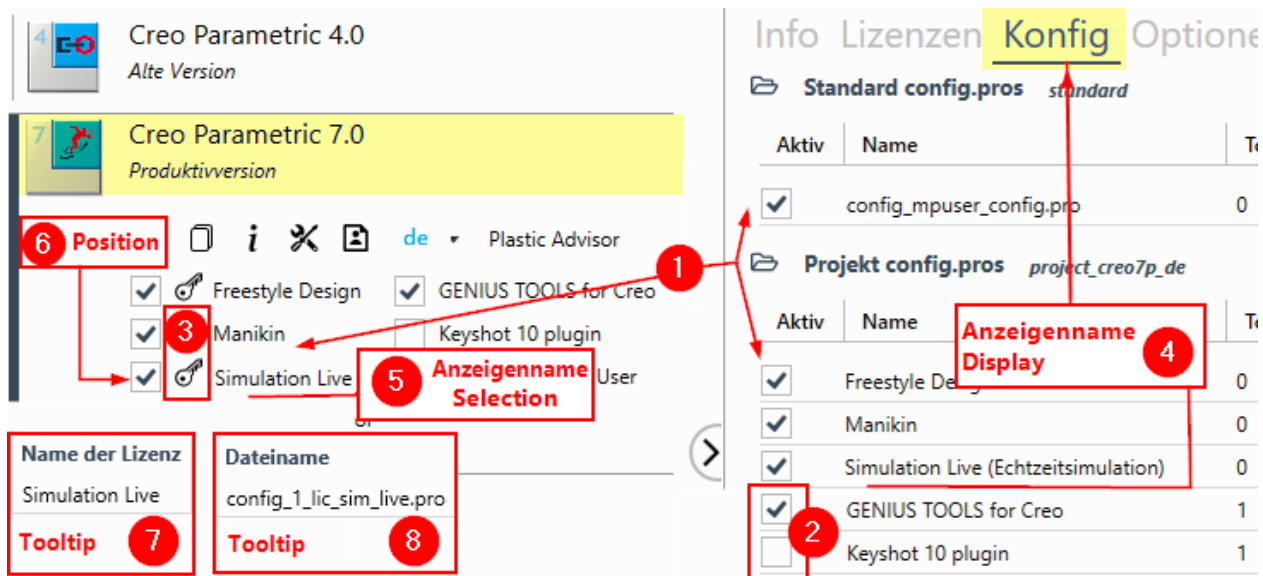 4
Creo Parametric 4.0
Alte Version
7
Creo Parametric 7.0
Produktivversion
6 Position
i
de
Plastic Advisor
Freestyle Design
GENIUS TOOLS for Creo
3
Manikin
Keyshot 10 plugin
Simulation Live
5
Anzeigenname
Selection
User
Name der Lizenz
Simulation Live
Tooltip
7
Dateiname
config_1_lic_sim_live.pro
Tooltip
8
1
Info Lizenzen Konfig Optione
Standard config.pros standard
Aktiv Name
config_mpuser_config.pro 0
Projekt config.pros project_creo7p_de
Aktiv Name
Anzeigenname
Display
4
Freestyle De 0
Manikin 0
Simulation Live (Echtzeitsimulation) 0
GENIUS TOOLS for Creo 1
2
Keyshot 10 plugin 1